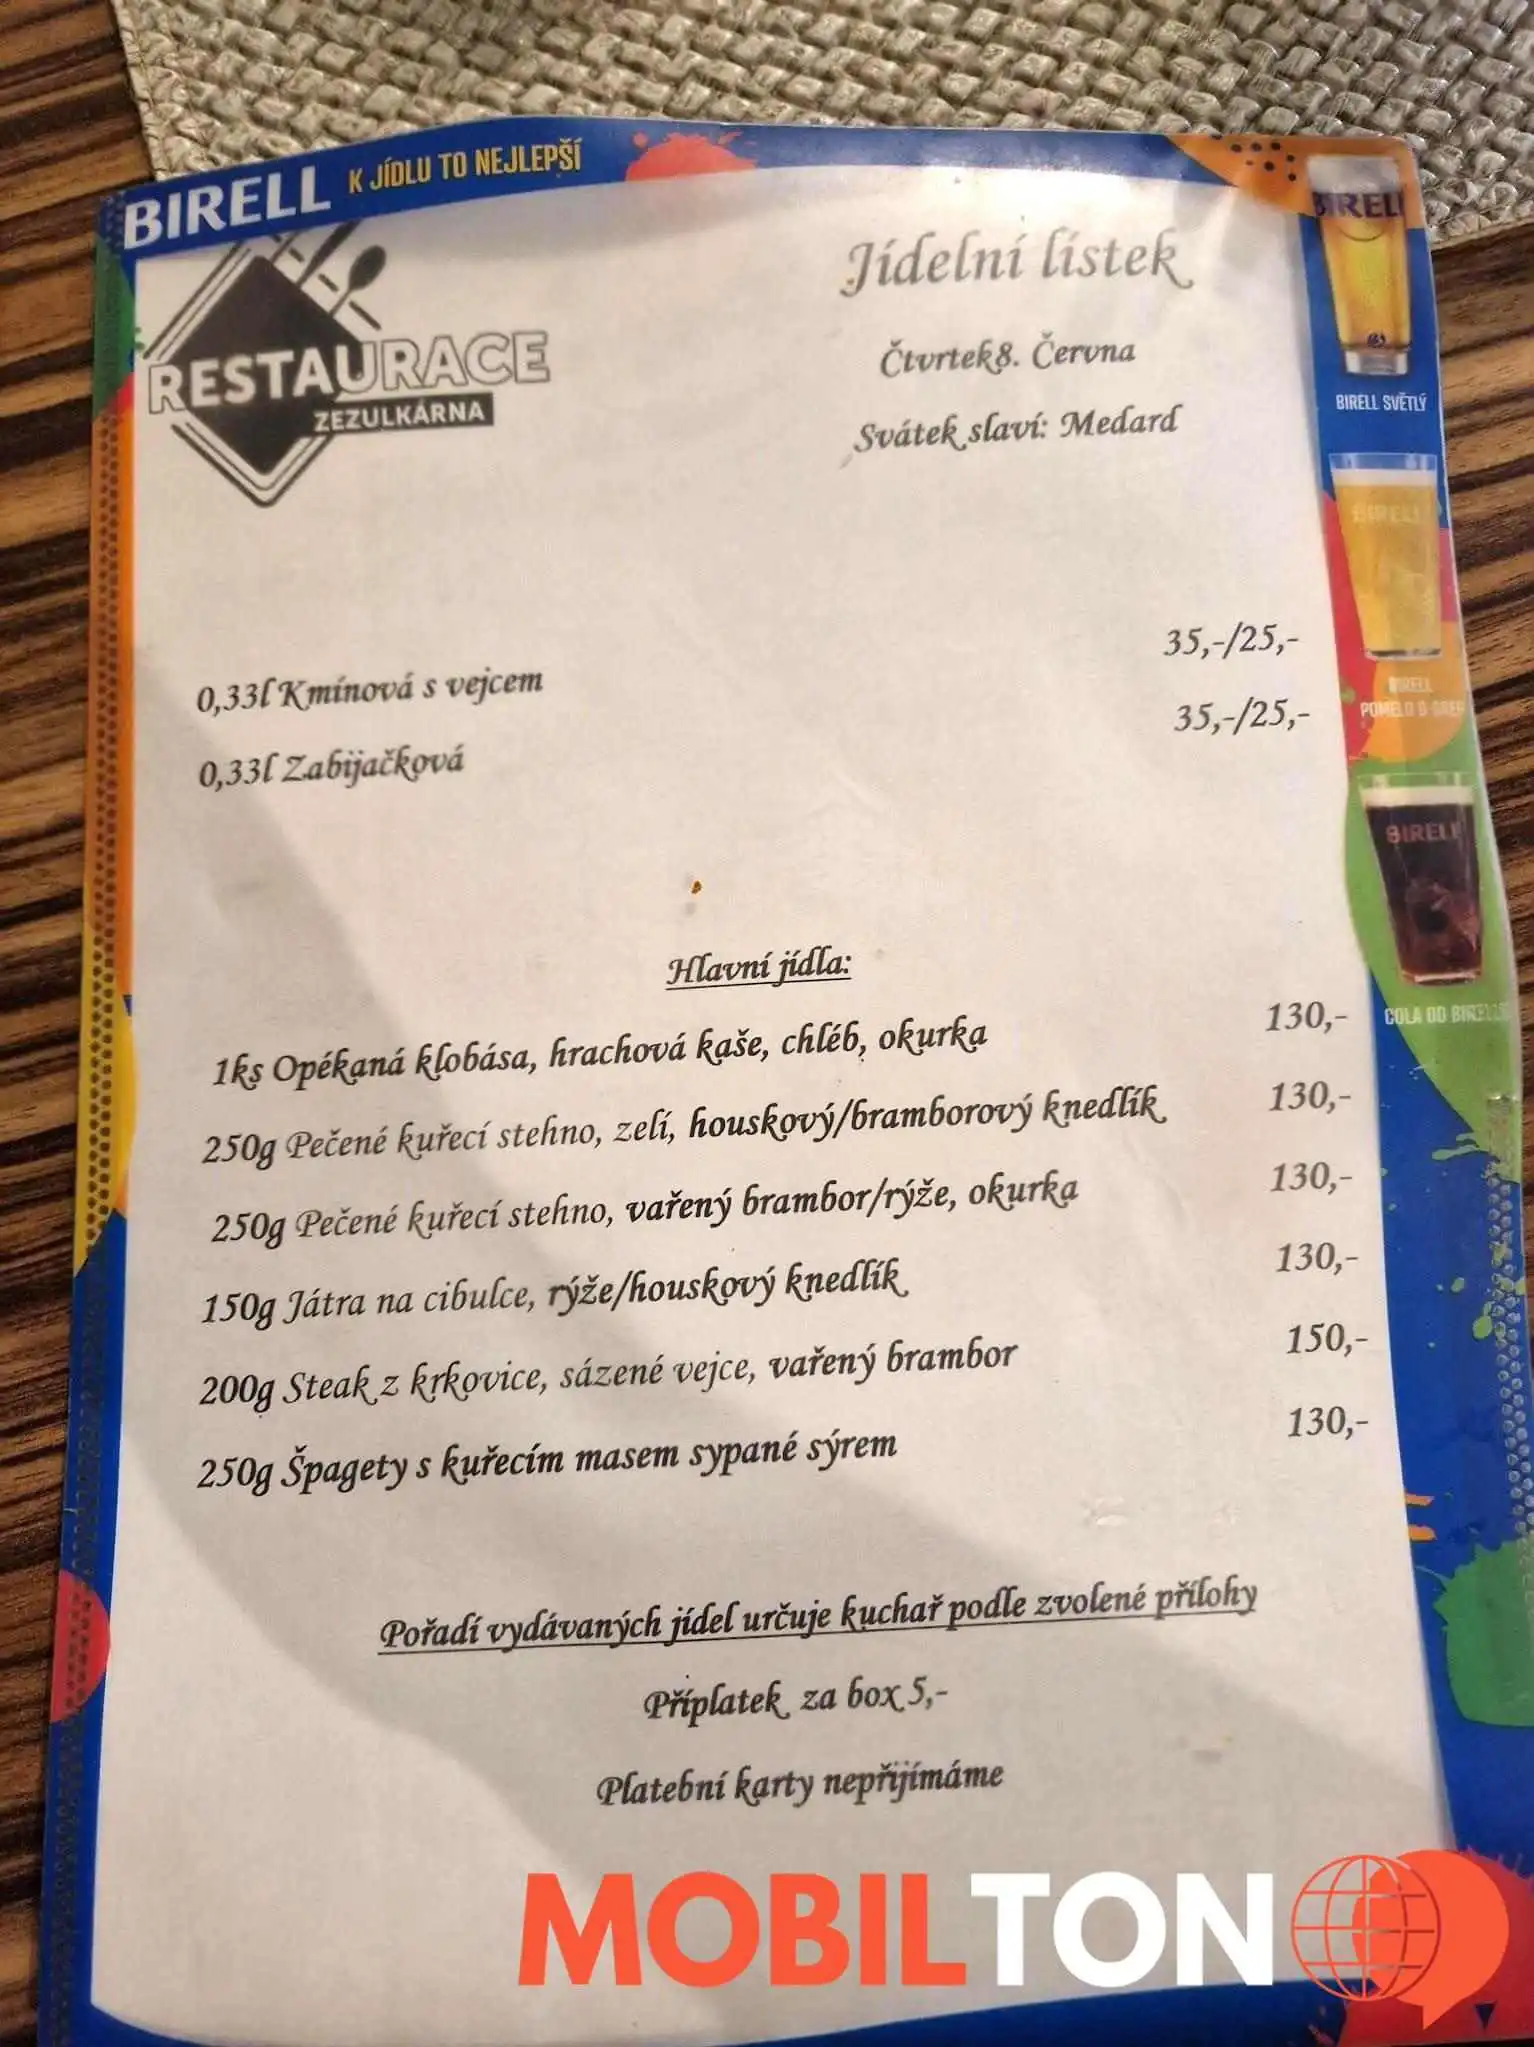 BIRELL K JÍDLU TO NEJLEPŠÍ
RESTAURACE
ZEZULKÁRNA
Jídelní lístek
Čtvrtek8. Června
Svátek slaví: Medard
BIRELL
BIRELL SVĚTLÝ
BIRELL
BIRELL
POMELO
BIRELL
COLA OD
0,33l Kmínová s vejcem 35,-/25,-
0,33l Zabijačková 35,-/25,-
Hlavní jídla:
1ks Opékaná klobása, hrachová kaše, chléb, okurka 130,-
250g Pečené kuřecí stehno, zelí, houskový/bramborový knedlík 130,-
250g Pečené kuřecí stehno, vařený brambor/rýže, okurka 130,-
150g Játra na cibulce, rýže/houskový knedlík 130,-
200g Steak z krkovice, sázené vejce, vařený brambor 150,-
250g Špagety s kuřecím masem sypané sýrem 130,-
Pořadí vydávaných jídel určuje kuchař podle zvolené přílohy
Příplatek za box 5,-
Platební karty nepřijímáme
MOBILTON